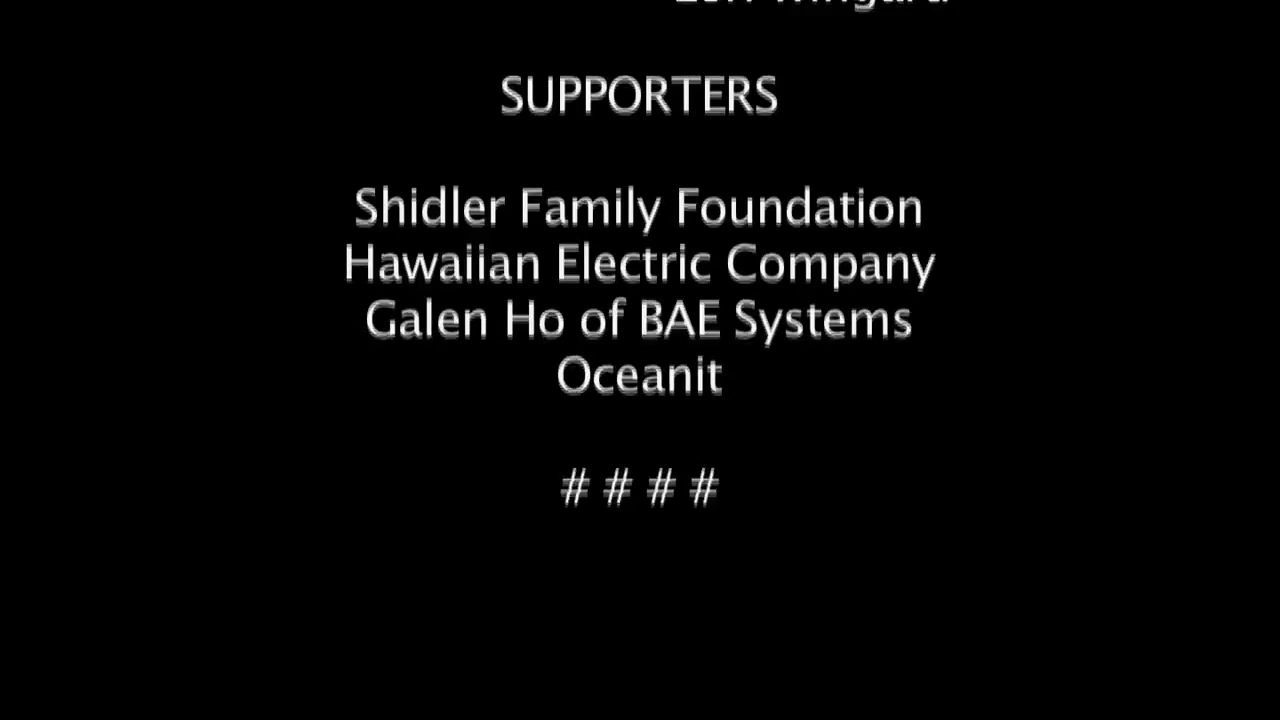 SUPPORTERS
Shidler Family Foundation
Hawaiian Electric Company
Galen Ho of BAE Systems
Oceanit
# # # #